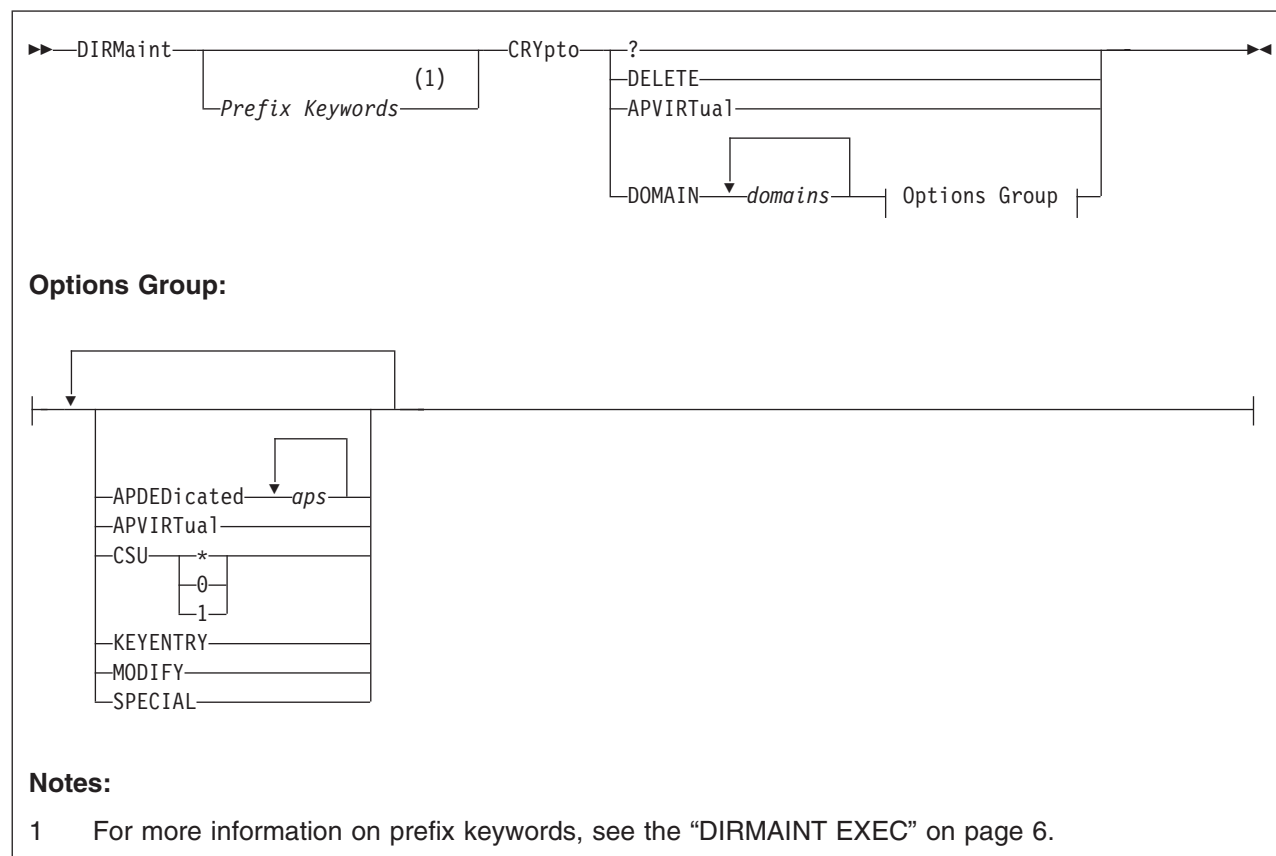 DIRMaint CRYpto ?
(1) DELETE
Prefix Keywords APVIRTual
DOMAIN domains Options Group
Options Group:
APDEDicated aps
APVIRTual
CSU *
0
1
KEYENTRY
MODIFY
SPECIAL
Notes:
1 For more information on prefix keywords, see the “DIRMAINT EXEC” on page 6.